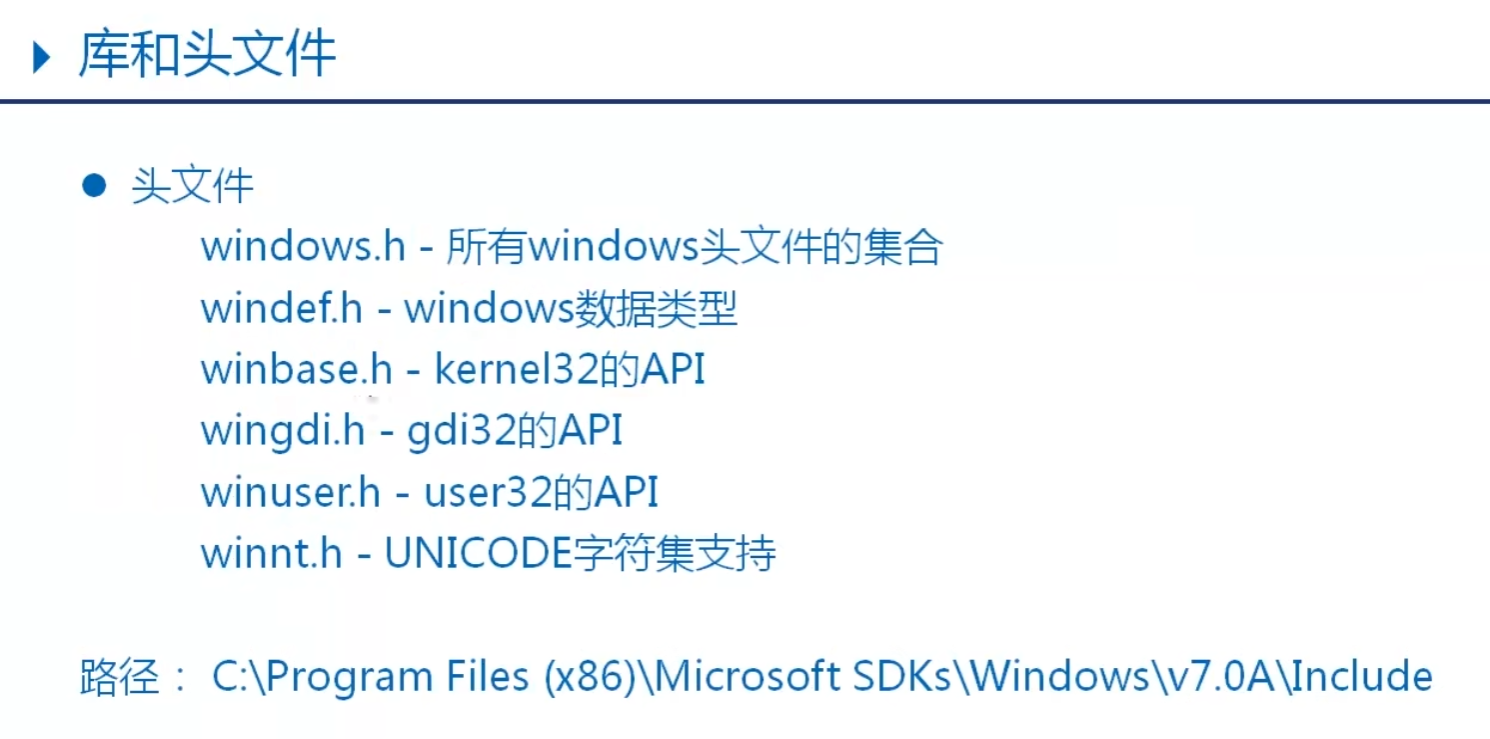 库和头文件
头文件
windows.h - 所有windows头文件的集合
windef.h - windows数据类型
winbase.h - kernel32的API
wingdi.h - gdi32的API
winuser.h - user32的API
winnt.h - UNICODE字符集支持
路径： C:\Program Files (x86)\Microsoft SDKs\Windows\v7.0A\Include